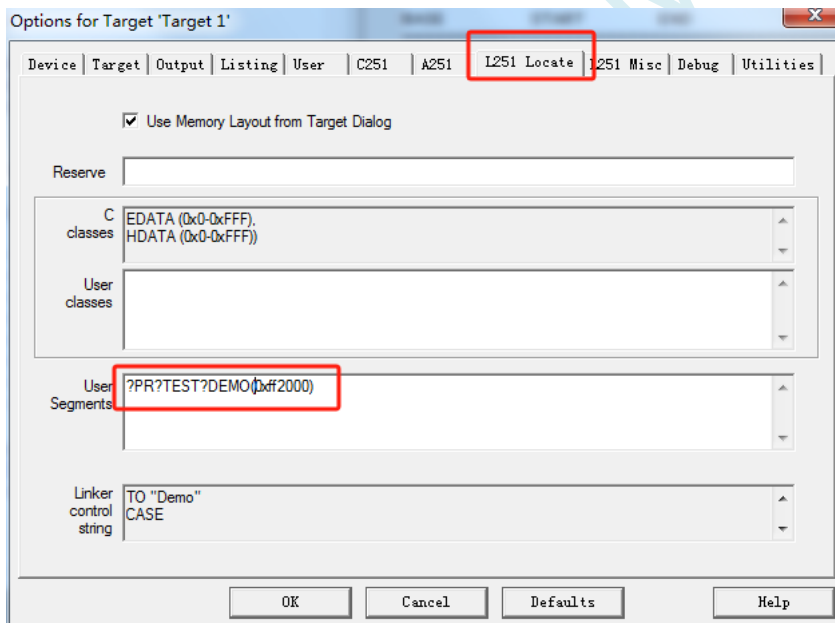 Options for Target 'Target 1'
Device Target Output Listing User C251 A251 L251 Locate L251 Misc Debug Utilities
Use Memory Layout from Target Dialog
Reserve
C classes
EDATA (0x0-0xFFF),
HDATA (0x0-0xFFF))
User classes
User Segments
?PR?TEST?DEMO(0xff2000)
Linker control string
TO "Demo"
CASE
OK Cancel Defaults Help